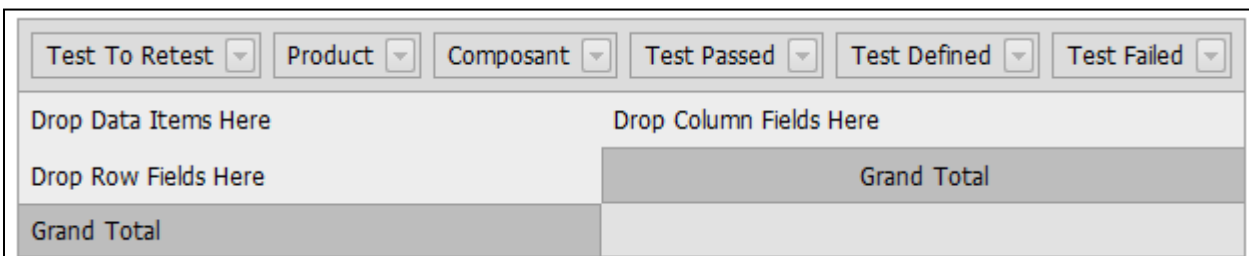 Test To Retest Product Composant Test Passed Test Defined Test Failed
Drop Data Items Here Drop Column Fields Here
Drop Row Fields Here Grand Total
Grand Total